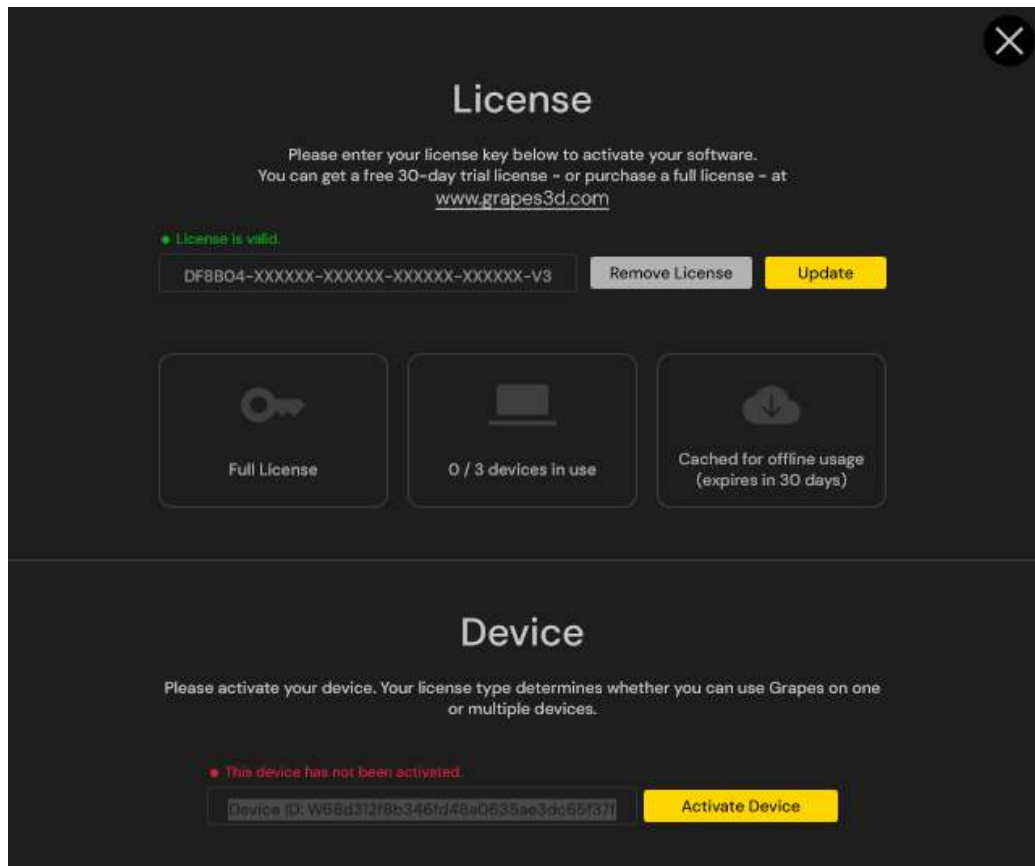 License
Please enter your license key below to activate your software.
You can get a free 30-day trial license - or purchase a full license - at
www.grapes3d.com
License is valid.
DF8B04-XXXXXX-XXXXXX-XXXXXX-XXXXXX-V3
Remove License
Update
Full License
0 / 3 devices in use
Cached for offline usage
(expires in 30 days)
Device
Please activate your device. Your license type determines whether you can use Grapes on one
or multiple devices.
This device has not been activated.
Device ID: W68d312f8b346fd48a0635ae3dc65f37f
Activate Device